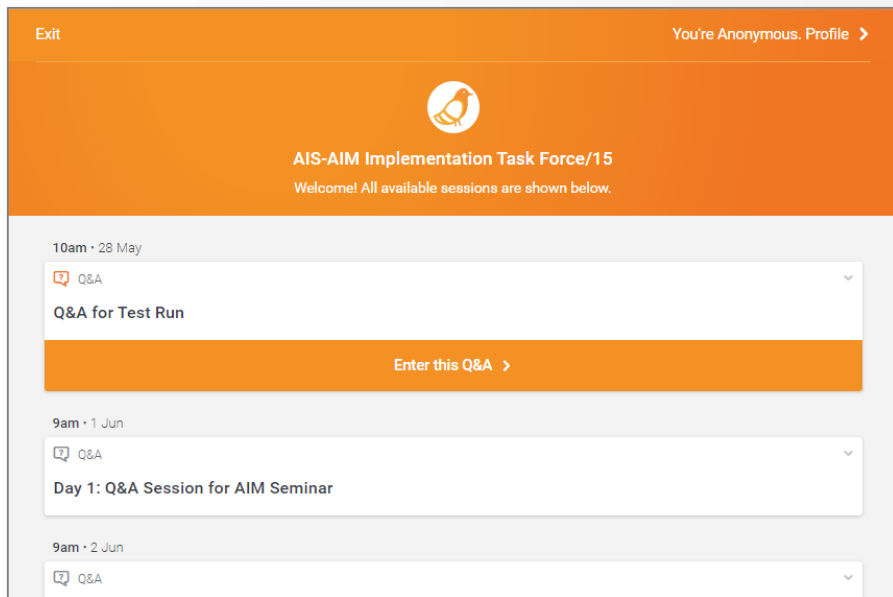 Exit
You're Anonymous. Profile
AIS-AIM Implementation Task Force/15
Welcome! All available sessions are shown below.
10am · 28 May
Q&A
Q&A for Test Run
Enter this Q&A
9am · 1 Jun
Q&A
Day 1: Q&A Session for AIM Seminar
9am · 2 Jun
Q&A